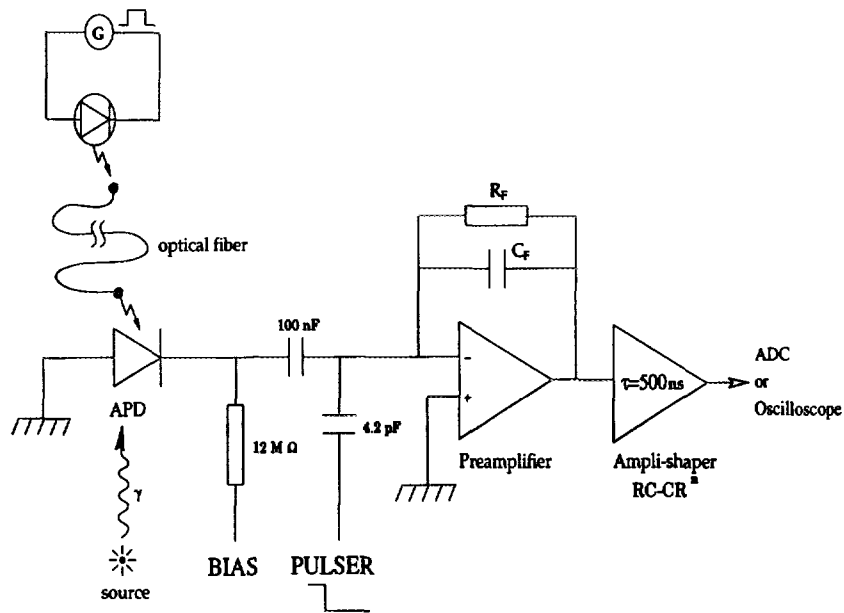 G
optical fiber
R_F
C_F
100 nF
APD
12 M Ω
4.2 pF
-
+
Preamplifier
τ=500ns
Ampli-shaper
RC-CR^n
ADC
or
Oscilloscope
γ
source
BIAS
PULSER